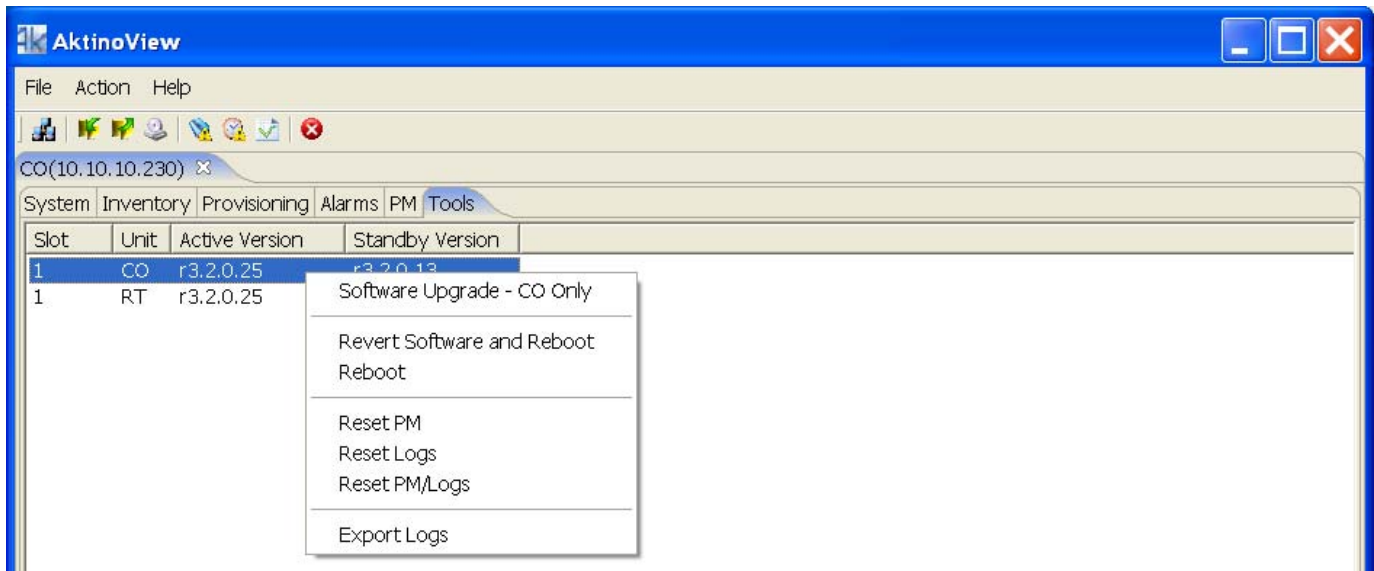 AktinoView
File Action Help
CO(10.10.10.230)
System Inventory Provisioning Alarms PM Tools
Slot Unit Active Version Standby Version
1 CO r3.2.0.25 r3.2.0.13
1 RT r3.2.0.25
Software Upgrade - CO Only
Revert Software and Reboot
Reboot
Reset PM
Reset Logs
Reset PM/Logs
Export Logs